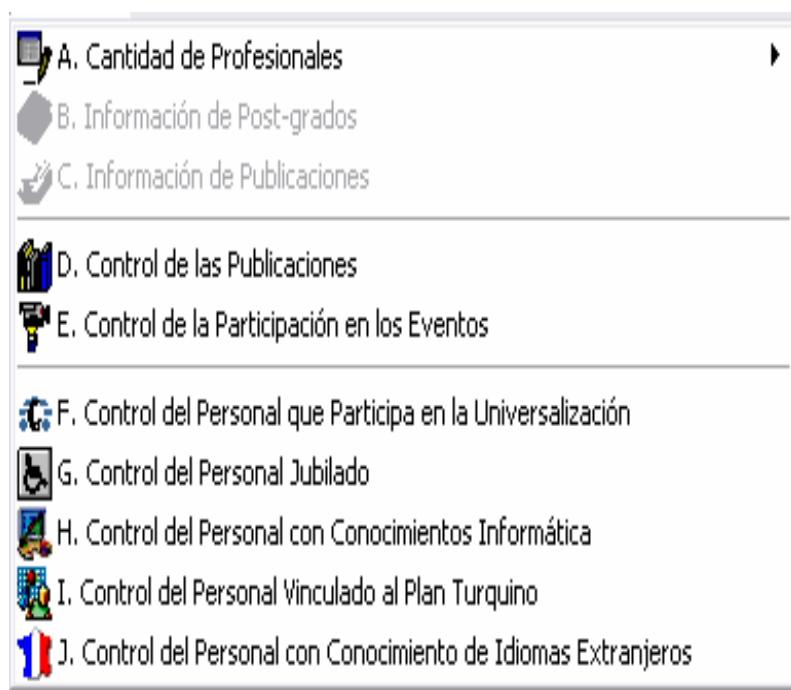 A. Cantidad de Profesionales
B. Información de Post-grados
C. Información de Publicaciones
D. Control de las Publicaciones
E. Control de la Participación en los Eventos
F. Control del Personal que Participa en la Universalización
G. Control del Personal Jubilado
H. Control del Personal con Conocimientos Informática
I. Control del Personal Vinculado al Plan Turquino
J. Control del Personal con Conocimiento de Idiomas Extranjeros